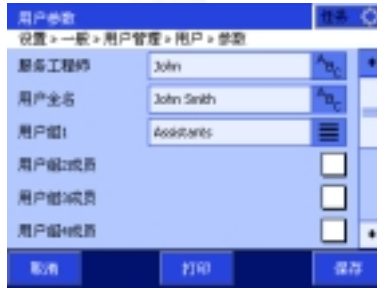 用户参数 任务
设置 » 一般 » 用户管理 » 用户 » 参数
服务工程师 John ABC
用户全名 John Smith ABC
用户组1 Assistants
用户组2成员
用户组3成员
用户组4成员
取消 打印 保存